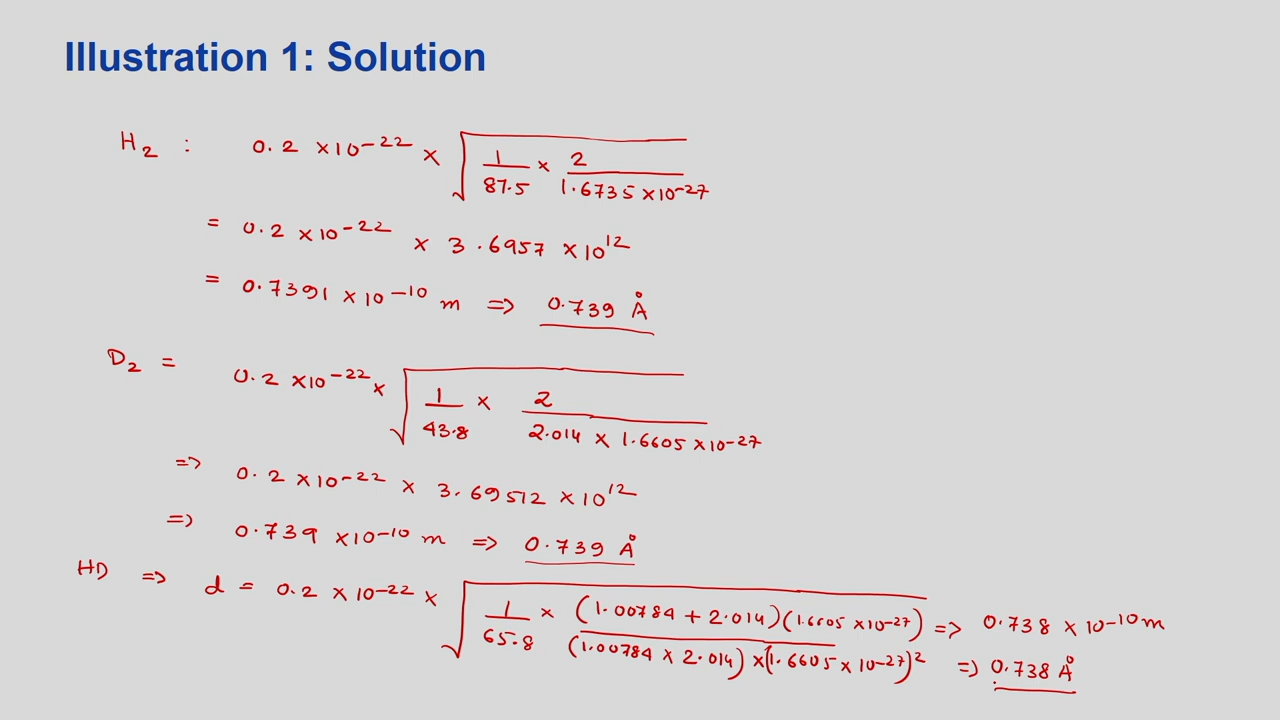 Illustration 1: Solution
H₂ : 0.2 ×10⁻²² × √(1/87.5 × 2/1.6735 ×10⁻²⁷)
= 0.2 ×10⁻²² × 3.6957 ×10¹²
= 0.7391 ×10⁻¹⁰ m ⇒ 0.739 Å
D₂ = 0.2 ×10⁻²² × √(1/43.8 × 2/2.014 × 1.6605 ×10⁻²⁷)
⇒ 0.2 ×10⁻²² × 3.69512 ×10¹²
⇒ 0.739 ×10⁻¹⁰ m ⇒ 0.739 Å
HD ⇒ d = 0.2 ×10⁻²² × √(1/65.8 × (1.00784 + 2.014)(1.6605 ×10⁻²⁷)/(1.00784 × 2.014) ×(1.6605 ×10⁻²⁷)²) ⇒ 0.738 ×10⁻¹⁰ m
⇒ 0.738 Å